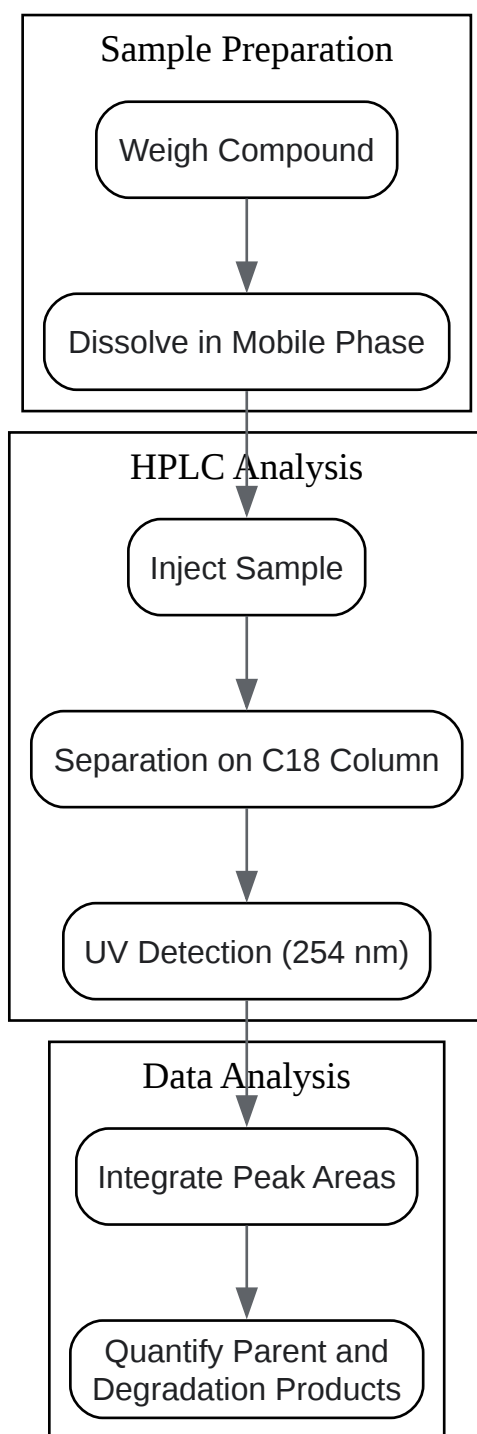 Sample Preparation
Weigh Compound
Dissolve in Mobile Phase
HPLC Analysis
Inject Sample
Separation on C18 Column
UV Detection (254 nm)
Data Analysis
Integrate Peak Areas
Quantify Parent and
Degradation Products